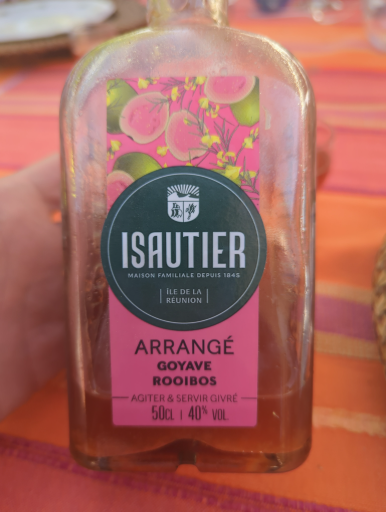 ISAUTIER
MAISON FAMILIALE DEPUIS 1845
ÎLE DE LA
RÉUNION
ARRANGÉ
GOYAVE
ROOIBOS
AGITER & SERVIR GIVRÉ
50CL | 40% VOL.